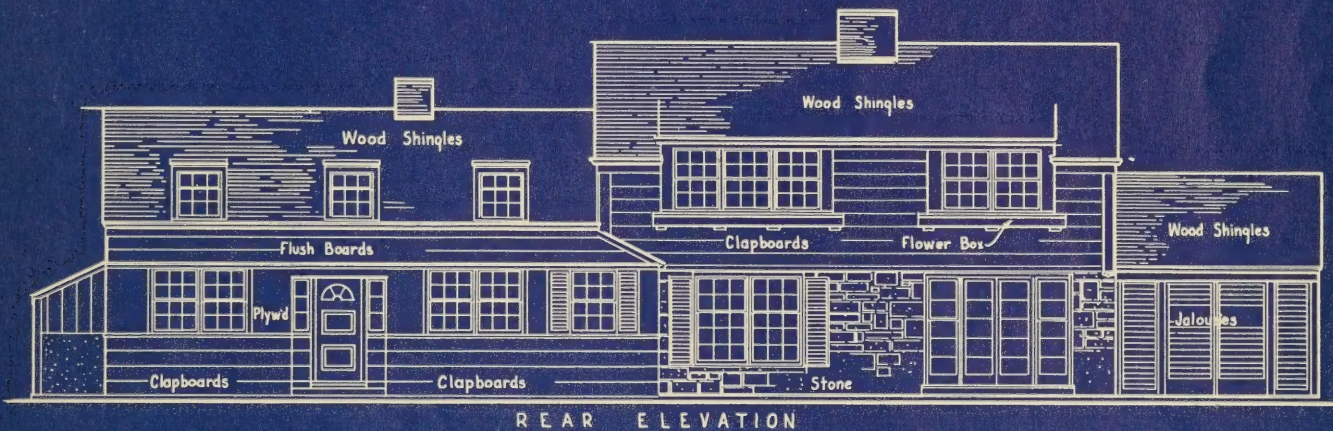 Wood Shingles
Wood Shingles
Wood Shingles
Flush Boards
Clapboards
Flower Box
Plyw'd
Jalousies
Clapboards
Clapboards
Stone
REAR ELEVATION